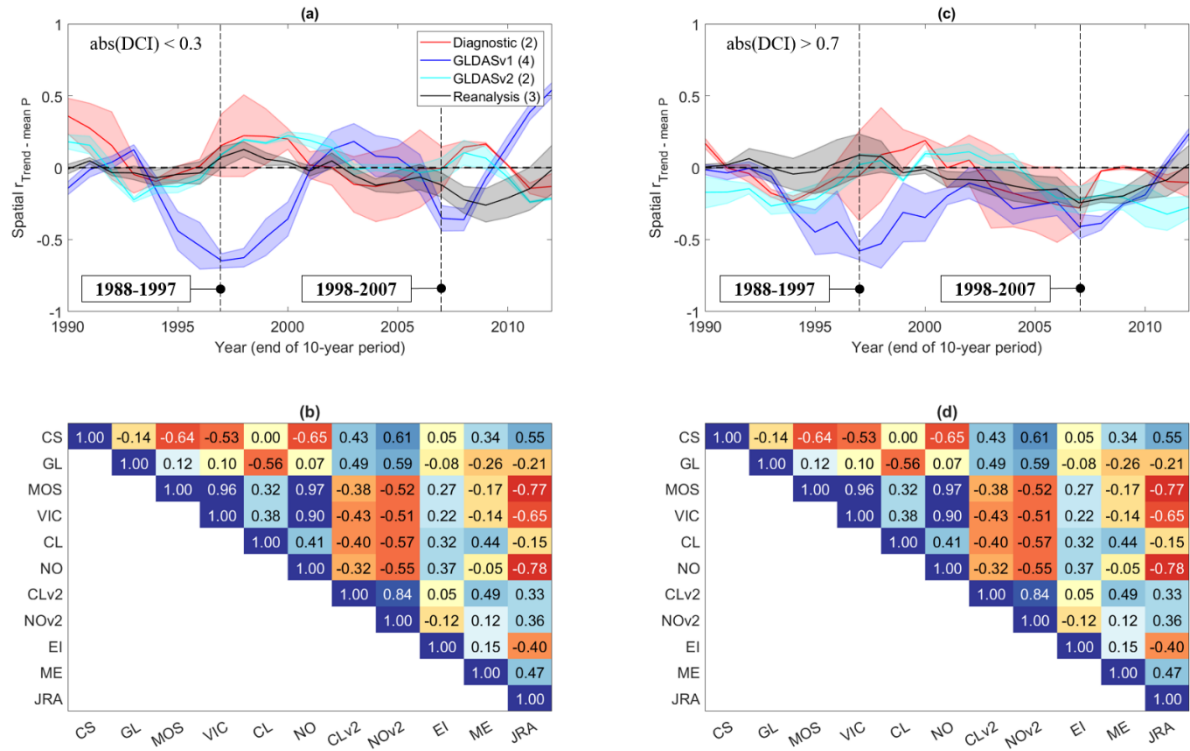 (a)
abs(DCI) < 0.3
Diagnostic (2)
GLDASv1 (4)
GLDASv2 (2)
Reanalysis (3)
1
0.5
0
-0.5
-1
Spatial r Trend - mean P
1988-1997
1998-2007
1990 1995 2000 2005 2010
Year (end of 10-year period)
(c)
abs(DCI) > 0.7
1
0.5
0
-0.5
-1
Spatial r Trend - mean P
1988-1997
1998-2007
1990 1995 2000 2005 2010
Year (end of 10-year period)
(b)
CS 1.00 -0.14 -0.64 -0.53 0.00 -0.65 0.43 0.61 0.05 0.34 0.55
GL 1.00 0.12 0.10 -0.56 0.07 0.49 0.59 -0.08 -0.26 -0.21
MOS 1.00 0.96 0.32 0.97 -0.38 -0.52 0.27 -0.17 -0.77
VIC 1.00 0.38 0.90 -0.43 -0.51 0.22 -0.14 -0.65
CL 1.00 0.41 -0.40 -0.57 0.32 0.44 -0.15
NO 1.00 -0.32 -0.55 0.37 -0.05 -0.78
CLv2 1.00 0.84 0.05 0.49 0.33
NOv2 1.00 -0.12 0.12 0.36
EI 1.00 0.15 -0.40
ME 1.00 0.47
JRA 1.00
CS GL MOS VIC CL NO CLv2 NOv2 EI ME JRA
(d)
CS 1.00 -0.14 -0.64 -0.53 0.00 -0.65 0.43 0.61 0.05 0.34 0.55
GL 1.00 0.12 0.10 -0.56 0.07 0.49 0.59 -0.08 -0.26 -0.21
MOS 1.00 0.96 0.32 0.97 -0.38 -0.52 0.27 -0.17 -0.77
VIC 1.00 0.38 0.90 -0.43 -0.51 0.22 -0.14 -0.65
CL 1.00 0.41 -0.40 -0.57 0.32 0.44 -0.15
NO 1.00 -0.32 -0.55 0.37 -0.05 -0.78
CLv2 1.00 0.84 0.05 0.49 0.33
NOv2 1.00 -0.12 0.12 0.36
EI 1.00 0.15 -0.40
ME 1.00 0.47
JRA 1.00
CS GL MOS VIC CL NO CLv2 NOv2 EI ME JRA